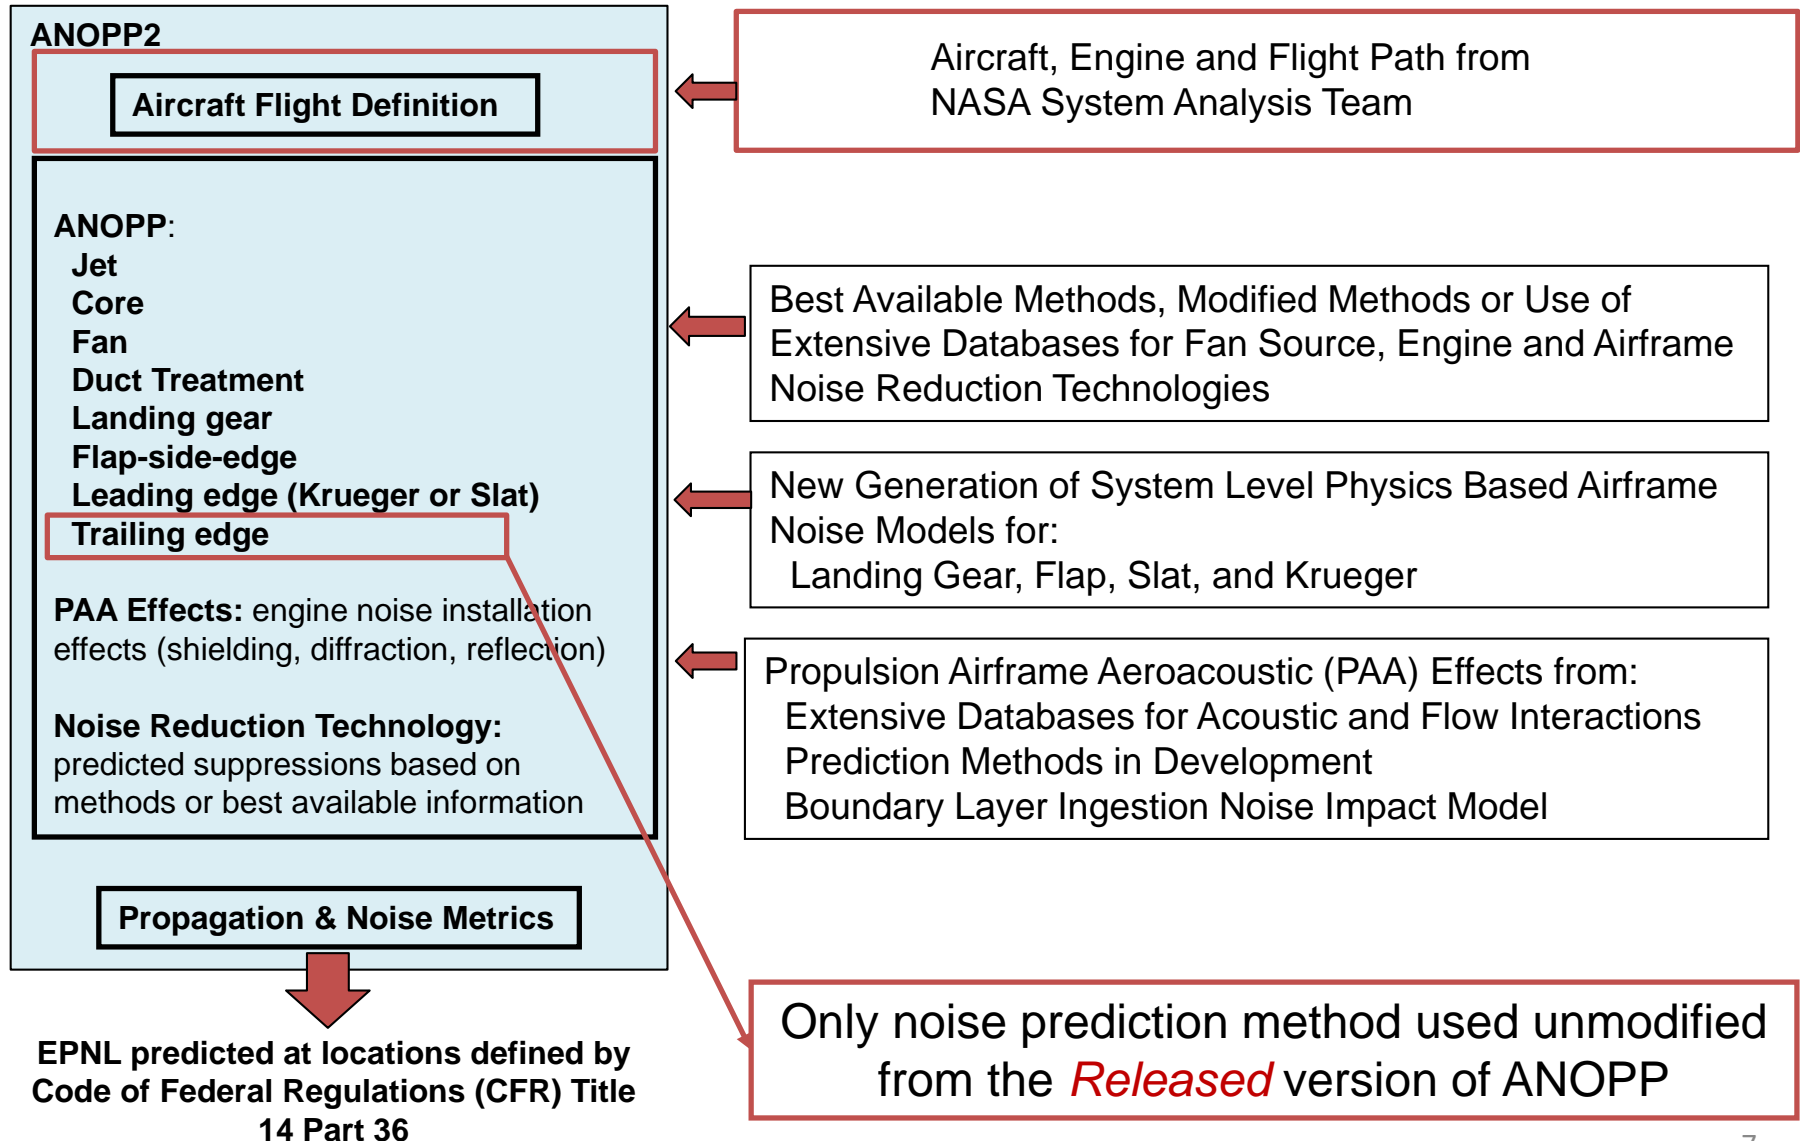 ANOPP2
Aircraft Flight Definition
Aircraft, Engine and Flight Path from
NASA System Analysis Team
ANOPP:
Jet
Core
Fan
Duct Treatment
Landing gear
Flap-side-edge
Leading edge (Krueger or Slat)
Trailing edge
PAA Effects: engine noise installation
effects (shielding, diffraction, reflection)
Noise Reduction Technology:
predicted suppressions based on
methods or best available information
Propagation & Noise Metrics
EPNL predicted at locations defined by
Code of Federal Regulations (CFR) Title
14 Part 36
Best Available Methods, Modified Methods or Use of
Extensive Databases for Fan Source, Engine and Airframe
Noise Reduction Technologies
New Generation of System Level Physics Based Airframe
Noise Models for:
Landing Gear, Flap, Slat, and Krueger
Propulsion Airframe Aeroacoustic (PAA) Effects from:
Extensive Databases for Acoustic and Flow Interactions
Prediction Methods in Development
Boundary Layer Ingestion Noise Impact Model
Only noise prediction method used unmodified
from the Released version of ANOPP